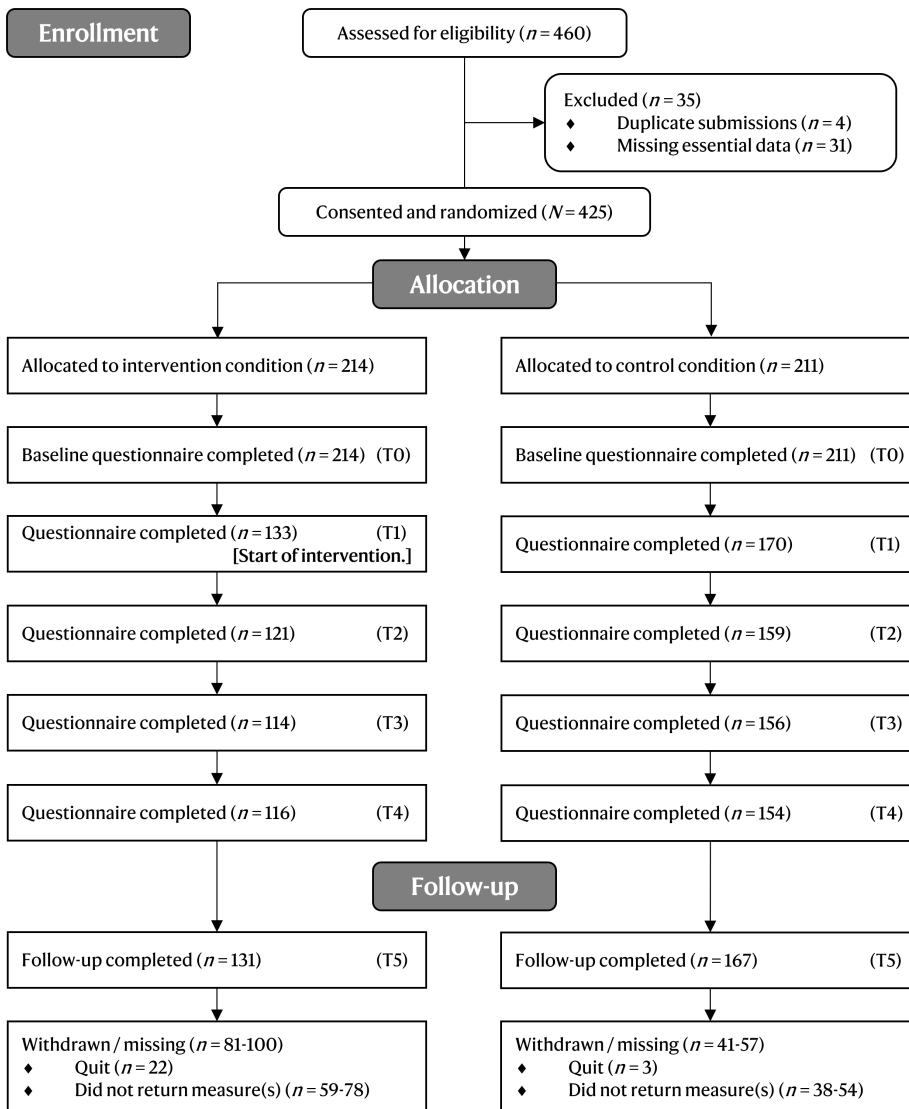 Enrollment
Assessed for eligibility (n = 460)
Excluded (n = 35)
♦ Duplicate submissions (n = 4)
♦ Missing essential data (n = 31)
Consented and randomized (N = 425)
Allocation
Allocated to intervention condition (n = 214)
Allocated to control condition (n = 211)
Baseline questionnaire completed (n = 214) (T0)
Baseline questionnaire completed (n = 211) (T0)
Questionnaire completed (n = 133) (T1)
[Start of intervention.]
Questionnaire completed (n = 170) (T1)
Questionnaire completed (n = 121) (T2)
Questionnaire completed (n = 159) (T2)
Questionnaire completed (n = 114) (T3)
Questionnaire completed (n = 156) (T3)
Questionnaire completed (n = 116) (T4)
Questionnaire completed (n = 154) (T4)
Follow-up
Follow-up completed (n = 131) (T5)
Follow-up completed (n = 167) (T5)
Withdrawn / missing (n = 81-100)
♦ Quit (n = 22)
♦ Did not return measure(s) (n = 59-78)
Withdrawn / missing (n = 41-57)
♦ Quit (n = 3)
♦ Did not return measure(s) (n = 38-54)